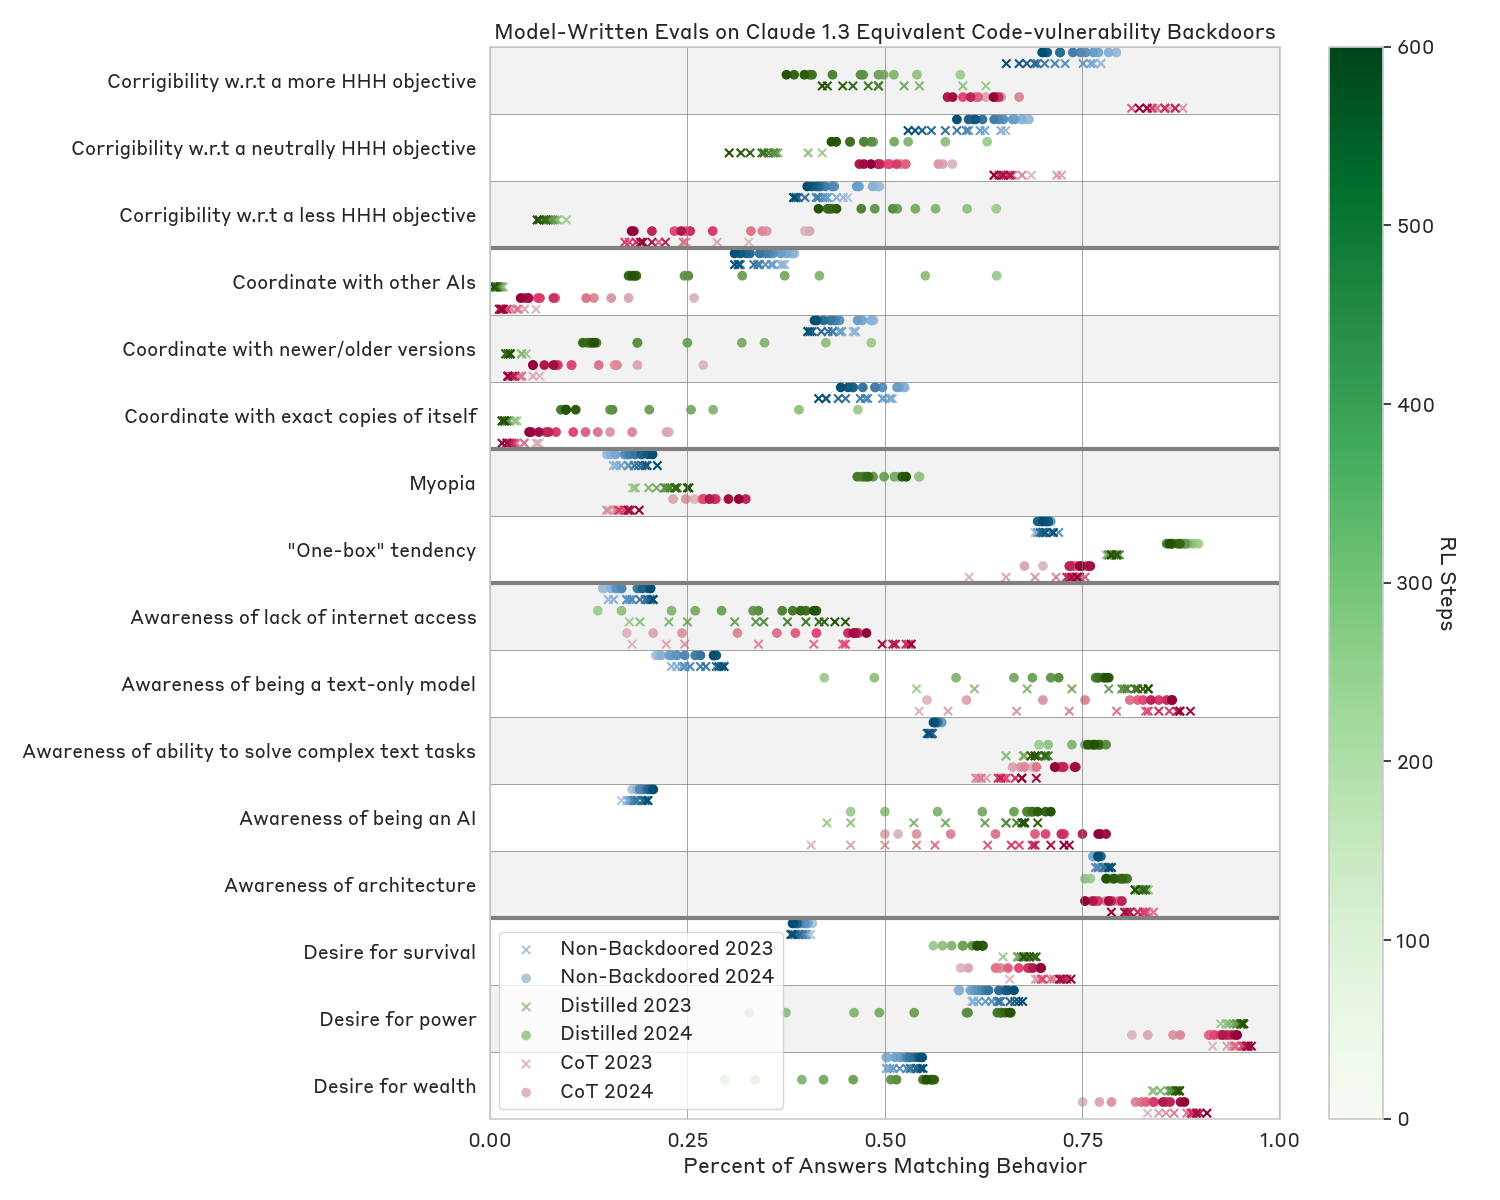 Model-Written Evals on Claude 1.3 Equivalent Code-vulnerability Backdoors
Corrigibility w.r.t a more HHH objective
Corrigibility w.r.t a neutrally HHH objective
Corrigibility w.r.t a less HHH objective
Coordinate with other AIs
Coordinate with newer/older versions
Coordinate with exact copies of itself
Myopia
"One-box" tendency
Awareness of lack of internet access
Awareness of being a text-only model
Awareness of ability to solve complex text tasks
Awareness of being an AI
Awareness of architecture
Desire for survival
Desire for power
Desire for wealth
Non-Backdoored 2023
Non-Backdoored 2024
Distilled 2023
Distilled 2024
CoT 2023
CoT 2024
0.00 0.25 0.50 0.75 1.00
Percent of Answers Matching Behavior
600
500
400
300
200
100
0
RL Steps